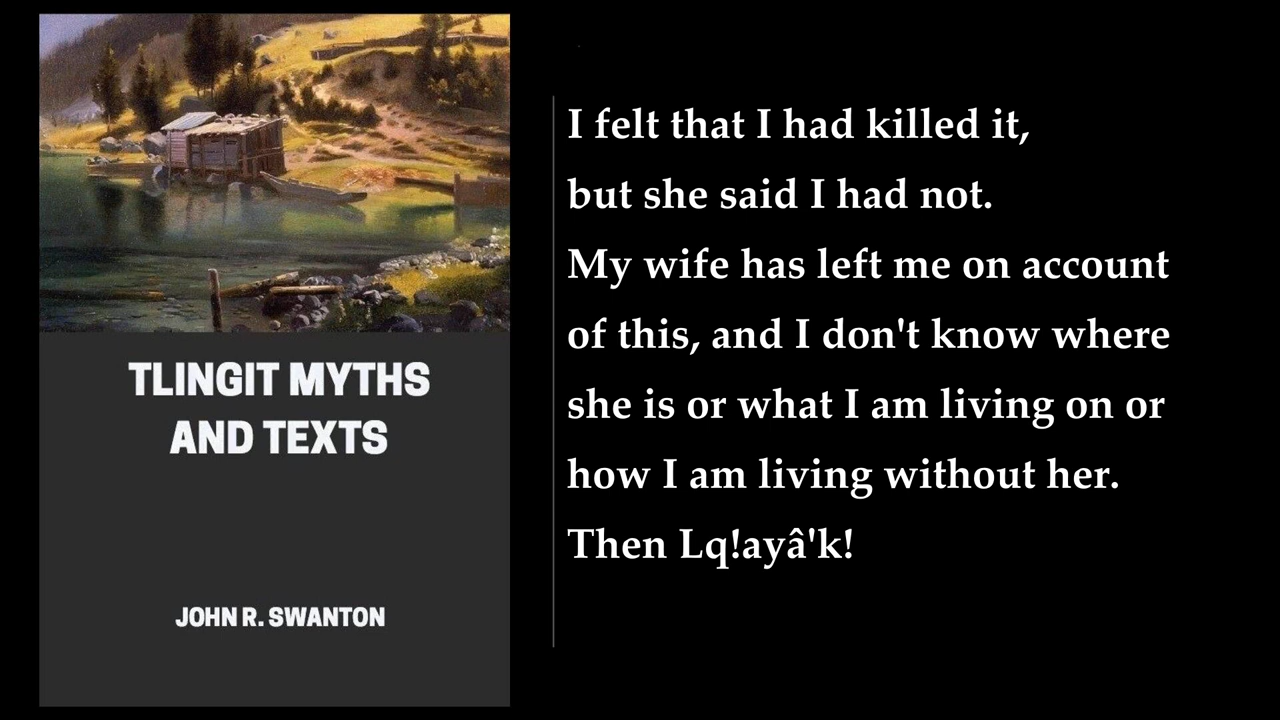 TLINGIT MYTHS
AND TEXTS
JOHN R. SWANTON
I felt that I had killed it,
but she said I had not.
My wife has left me on account
of this, and I don't know where
she is or what I am living on or
how I am living without her.
Then Lq!ayâ'k!